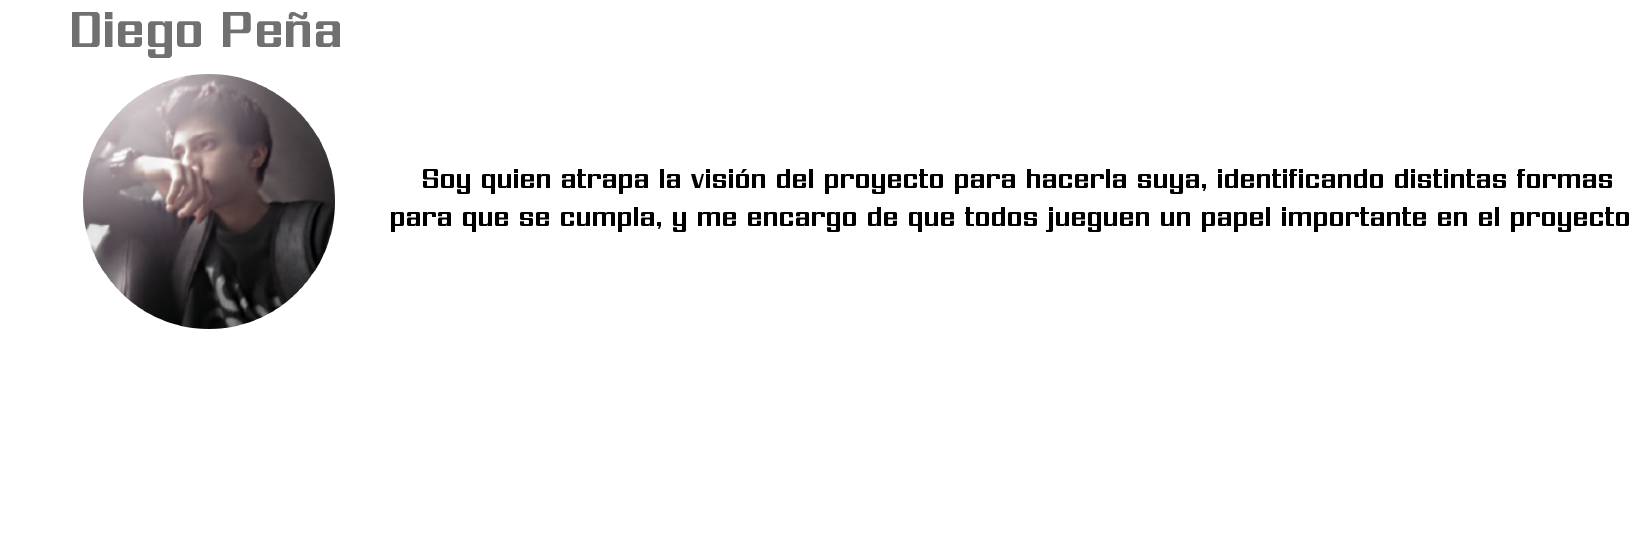 Diego Peña
Soy quien atrapa la visión del proyecto para hacerla suya, identificando distintas formas
para que se cumpla, y me encargo de que todos jueguen un papel importante en el proyecto